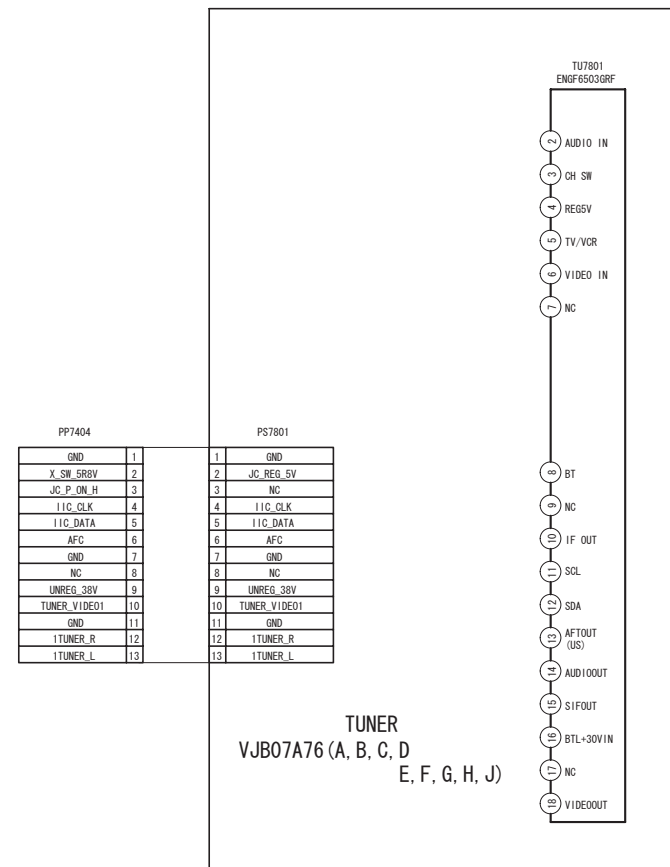 TU7801
ENGF6503GRF
2 AUDIO IN
3 CH SW
4 REG5V
5 TV/VCR
6 VIDEO IN
7 NC
8 BT
9 NC
10 IF OUT
11 SCL
12 SDA
13 AFTOUT
(US)
14 AUDIOOUT
15 SIFOUT
16 BTL+30VIN
17 NC
18 VIDEOOUT
PP7404
GND 1
X_SW_5R8V 2
JC_P_ON_H 3
IIC_CLK 4
IIC_DATA 5
AFC 6
GND 7
NC 8
UNREG_38V 9
TUNER_VIDEO1 10
GND 11
1TUNER_R 12
1TUNER_L 13
PS7801
1 GND
2 JC_REG_5V
3 NC
4 IIC_CLK
5 IIC_DATA
6 AFC
7 GND
8 NC
9 UNREG_38V
10 TUNER_VIDEO1
11 GND
12 1TUNER_R
13 1TUNER_L
TUNER
VJB07A76(A, B, C, D
E, F, G, H, J)